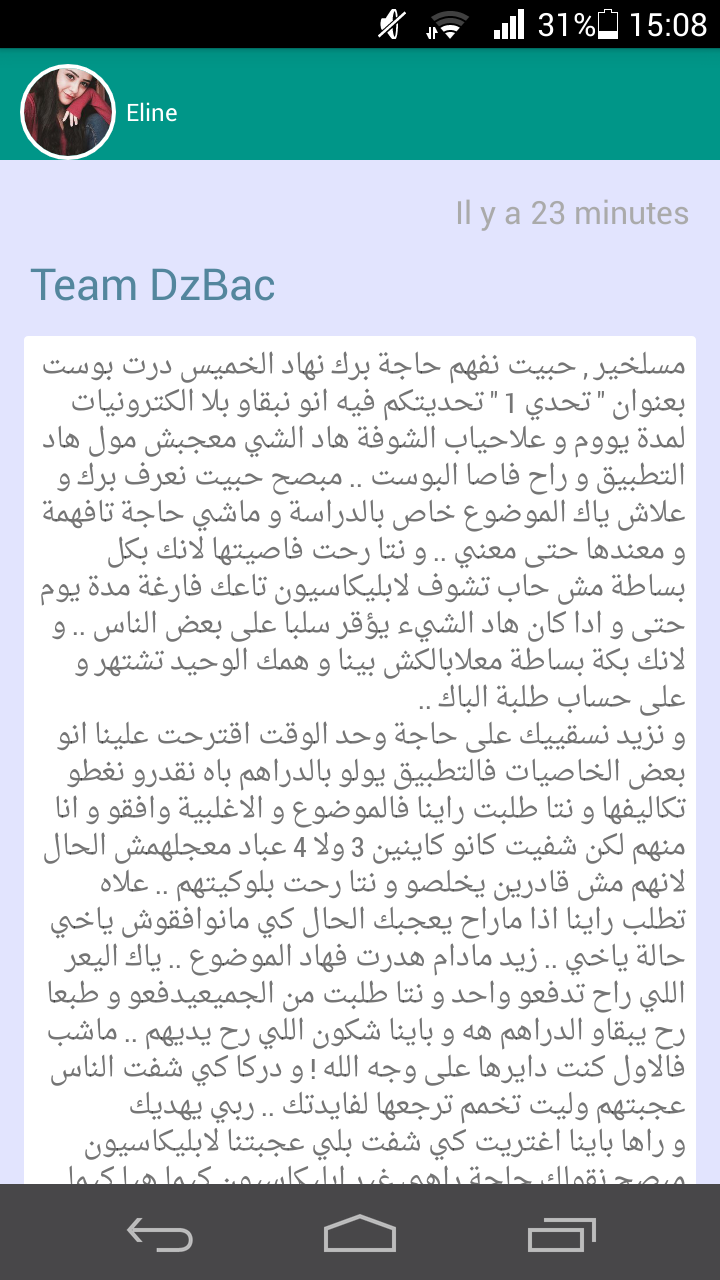 31% 15:08
Eline
Il y a 23 minutes
Team DzBac
مسلخير , حبيت نفهم حاجة برك نهاد الخميس درت بوست
بعنوان " تحدي 1 " تحديتكم فيه انو نبقاو بلا الكترونيات
لمدة يووم و علاحياب الشوفة هاد الشي معجبش مول هاد
التطبيق و راح فاصا البوست .. مبصح حبيت نعرف برك و
علاش ياك الموضوع خاص بالدراسة و ماشي حاجة تافهمة
و معندها حتى معني .. و نتا رحت فاصيتها لانك بكل
بساطة مش حاب تشوف لابليكاسيون تاعك فارغة مدة يوم
حتى و ادا كان هاد الشيء يؤقر سلبا على بعض الناس .. و
لانك بكة بساطة معلابالكش بينا و همك الوحيد تشتهر و
على حساب طلبة الباك ..
و نزيد نسقييك على حاجة وحد الوقت اقترحت علينا انو
بعض الخاصيات فالتطبيق يولو بالدراهم باه نقدرو نغطو
تكاليفها و نتا طلبت راينا فالموضوع و الاغلبية وافقو و انا
منهم لكن شفيت كانو كاينين 3 ولا 4 عباد معجلهمش الحال
لانهم مش قادرين يخلصو و نتا رحت بلوكيتهم .. علاه
تطلب راينا اذا ماراح يعجبك الحال كي مانوافقوش ياخي
حالة ياخي .. زيد مادام هدرت فهاد الموضوع .. ياك اليعر
اللي راح تدفعو واحد و نتا طلبت من الجميعيدفعو و طبعا
رح يبقاو الدراهم هه و باينا شكون اللي رح يديهم .. ماشب
فالاول كنت دايرها على وجه الله ! و دركا كي شفت الناس
عجبتهم وليت تخمم ترجعها لفايدتك .. ربي يهديك
و راها باينا اغتريت كي شفت بلي عجبتنا لابليكاسيون
مبصح نقولك حاجة راهي غير ابليكاسيون كيما هيا كيما